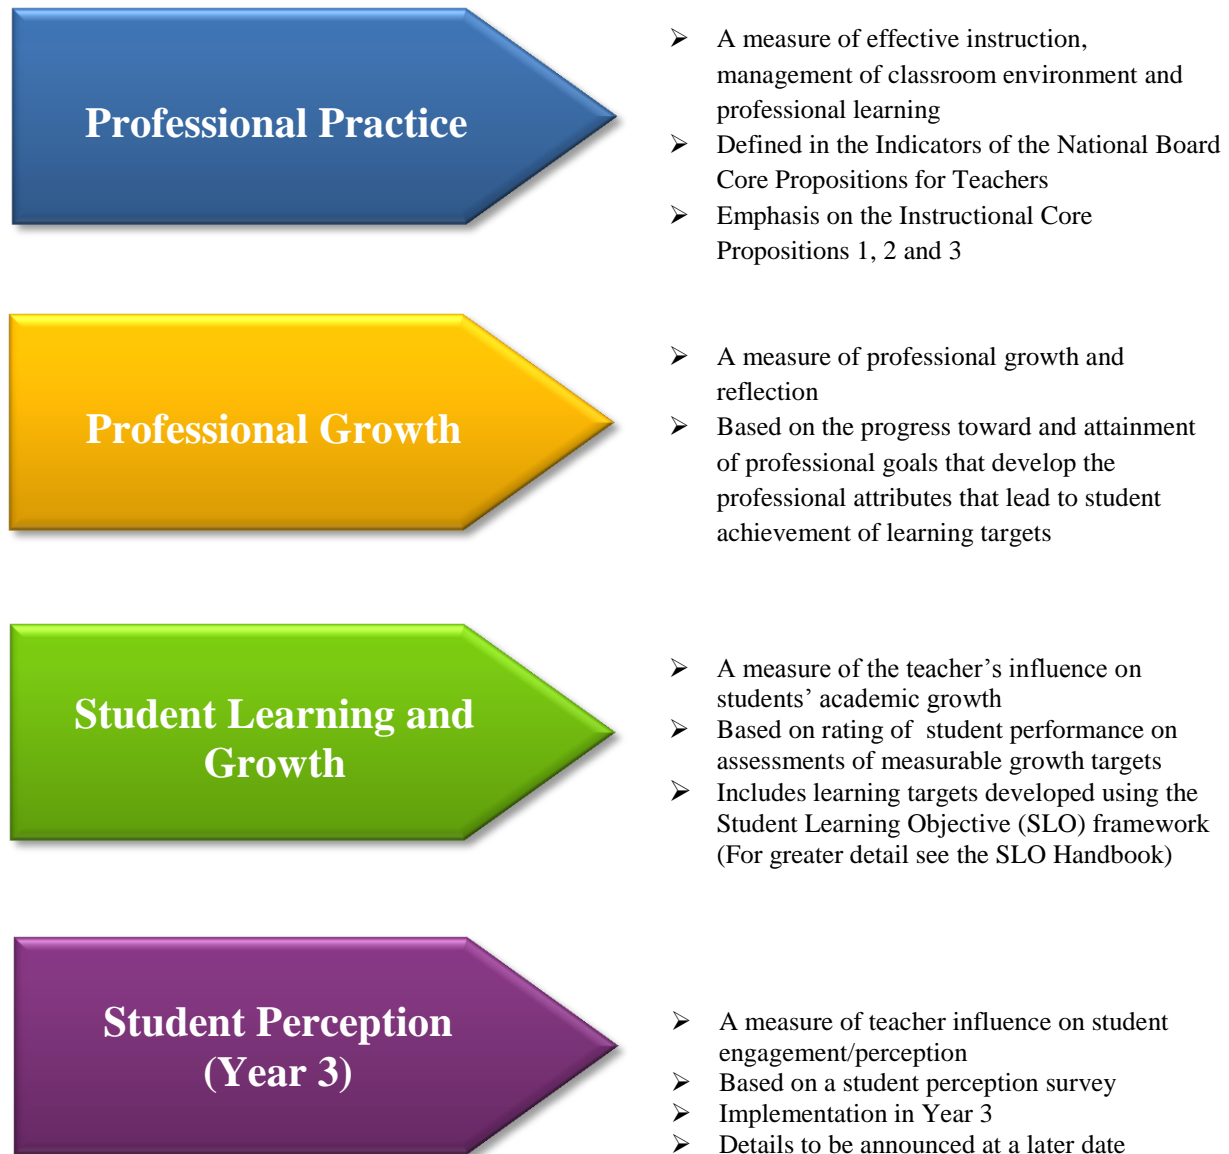 Professional Practice
➢ A measure of effective instruction,
management of classroom environment and
professional learning
➢ Defined in the Indicators of the National Board
Core Propositions for Teachers
➢ Emphasis on the Instructional Core
Propositions 1, 2 and 3
Professional Growth
➢ A measure of professional growth and
reflection
➢ Based on the progress toward and attainment
of professional goals that develop the
professional attributes that lead to student
achievement of learning targets
Student Learning and
Growth
➢ A measure of the teacher’s influence on
students’ academic growth
➢ Based on rating of  student performance on
assessments of measurable growth targets
➢ Includes learning targets developed using the
Student Learning Objective (SLO) framework
(For greater detail see the SLO Handbook)
Student Perception
(Year 3)
➢ A measure of teacher influence on student
engagement/perception
➢ Based on a student perception survey
➢ Implementation in Year 3
➢ Details to be announced at a later date